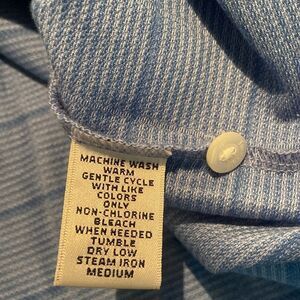 MACHINE WASH
WARM
GENTLE CYCLE
WITH LIKE
COLORS
ONLY
NON-CHLORINE
BLEACH
WHEN NEEDED
TUMBLE
DRY LOW
STEAM IRON
MEDIUM